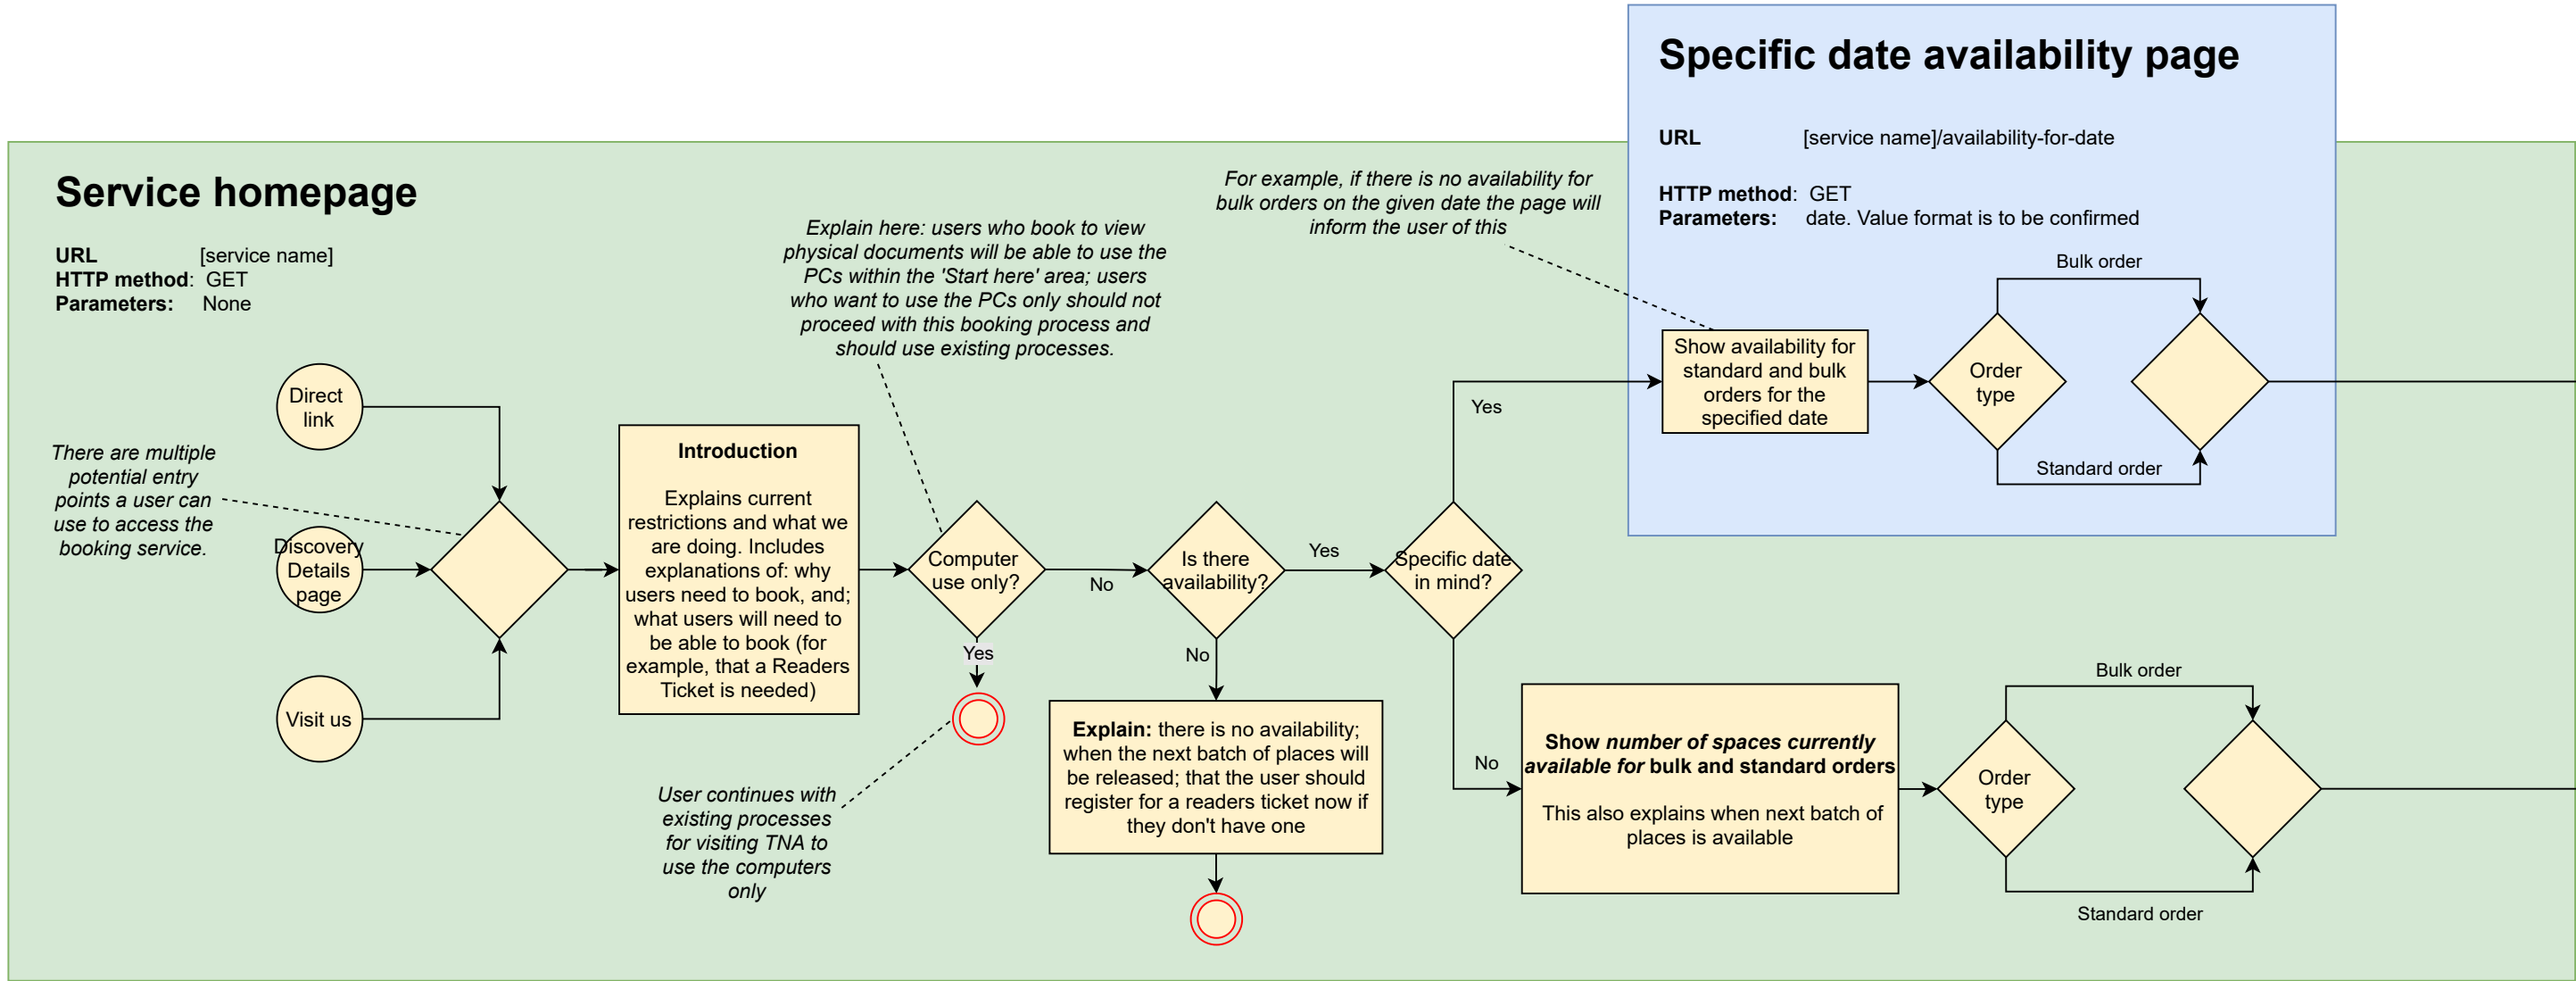 Specific date availability page
URL [service name]/availability-for-date
HTTP method: GET
Parameters: date. Value format is to be confirmed
Service homepage
URL [service name]
HTTP method: GET
Parameters: None
Explain here: users who book to view
physical documents will be able to use the
PCs within the 'Start here' area; users
who want to use the PCs only should not
proceed with this booking process and
should use existing processes.
For example, if there is no availability for
bulk orders on the given date the page will
inform the user of this
Bulk order
Show availability for
standard and bulk
orders for the
specified date
Order
type
Standard order
Direct
link
There are multiple
potential entry
points a user can
use to access the
booking service.
Discovery
Details
page
Visit us
Introduction
Explains current
restrictions and what we
are doing. Includes
explanations of: why
users need to book, and;
what users will need to
be able to book (for
example, that a Readers
Ticket is needed)
Computer
use only?
No
Yes
User continues with
existing processes
for visiting TNA to
use the computers
only
Is there
availability?
Yes
No
Explain: there is no availability;
when the next batch of places will
be released; that the user should
register for a readers ticket now if
they don't have one
Specific date
in mind?
Yes
No
Show number of spaces currently
available for bulk and standard orders
This also explains when next batch of
places is available
Order
type
Bulk order
Standard order